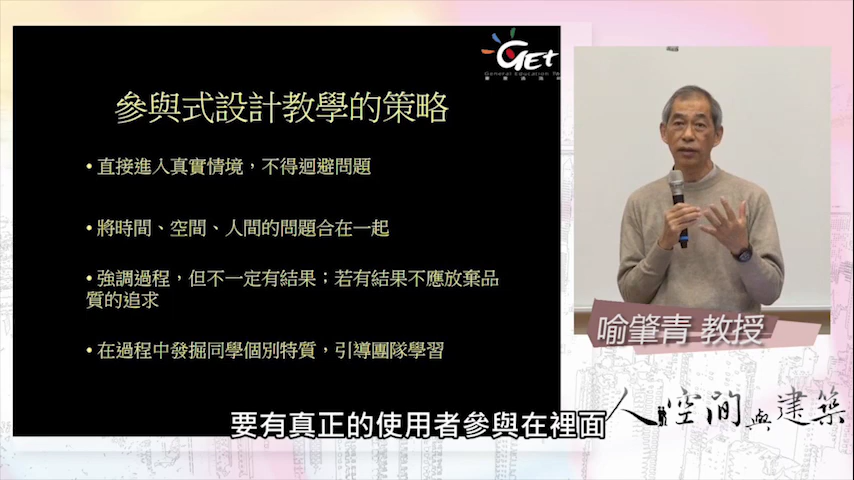 GEt
General Education
參與式設計教學的策略
• 直接進入真實情境，不得迴避問題
• 將時間、空間、人間的問題合在一起
• 強調過程，但不一定有結果；若有結果不應放棄品
質的追求
• 在過程中發掘同學個別特質，引導團隊學習
喻肇青 教授
人 空間與建築
要有真正的使用者參與在裡面